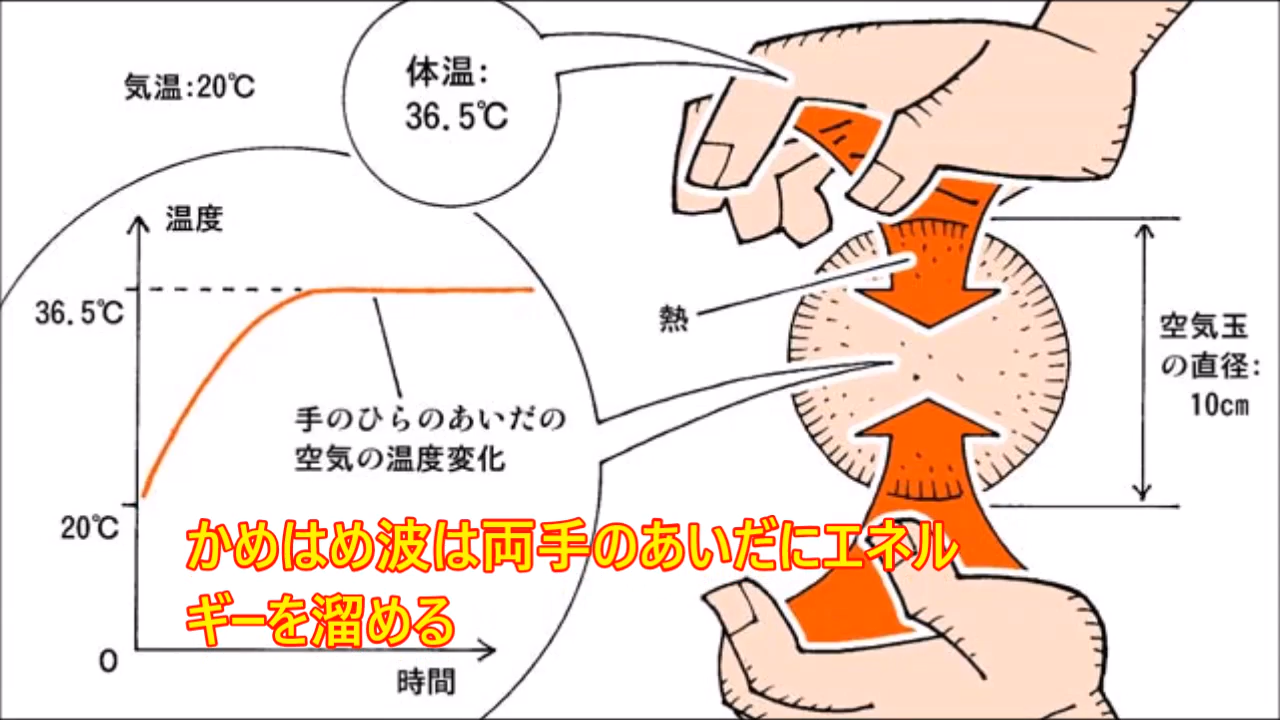 気温:20℃
体温:
36.5℃
温度
36.5℃
熱
空気玉
の直径:
10cm
手のひらのあいだの
空気の温度変化
20℃
かめはめ波は両手のあいだにエネル
ギーを溜める
0
時間